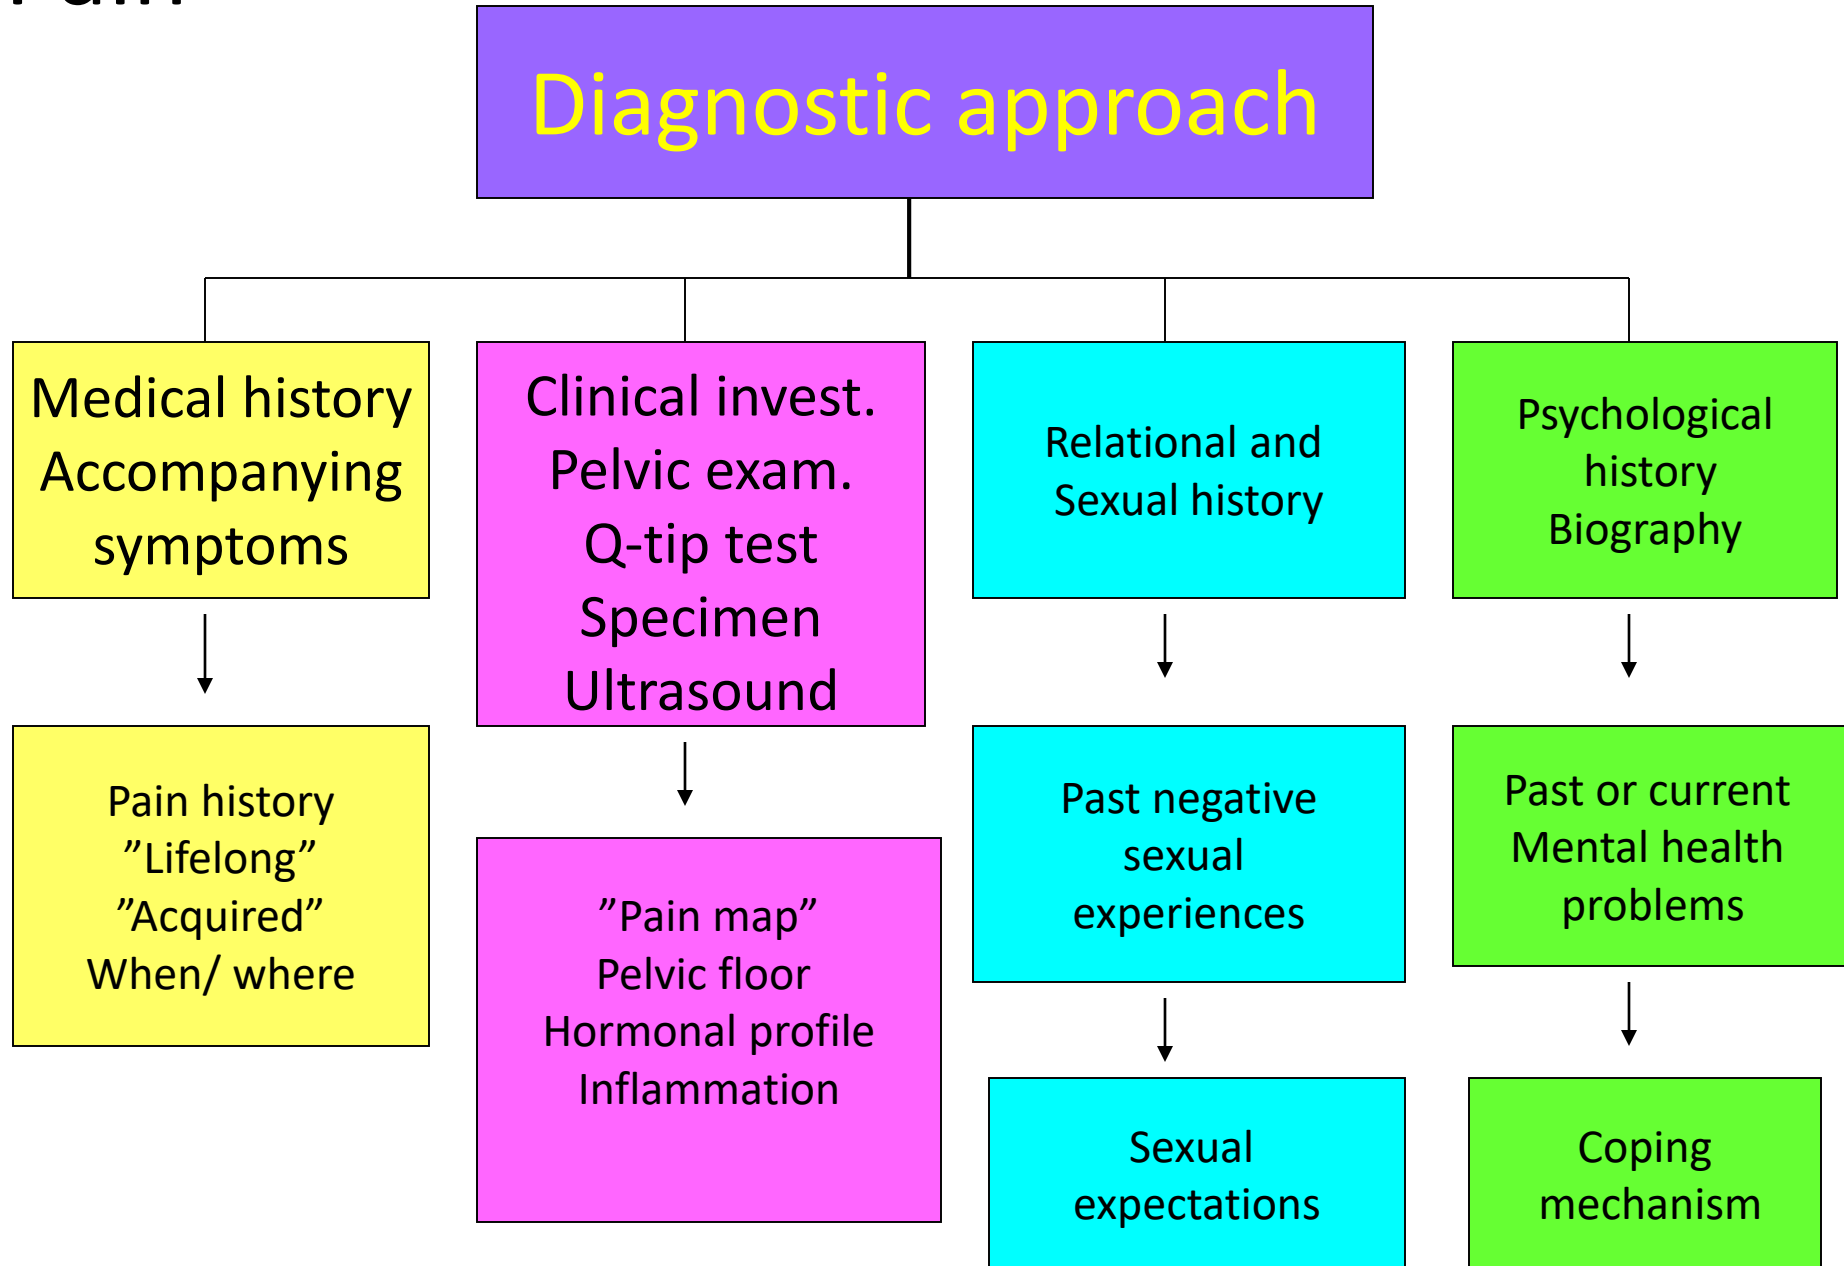 Diagnostic approach
Medical history
Accompanying
symptoms
Pain history
”Lifelong”
”Acquired”
When/ where
Clinical invest.
Pelvic exam.
Q-tip test
Specimen
Ultrasound
”Pain map”
Pelvic floor
Hormonal profile
Inflammation
Relational and
Sexual history
Past negative
sexual
experiences
Sexual
expectations
Psychological
history
Biography
Past or current
Mental health
problems
Coping
mechanism